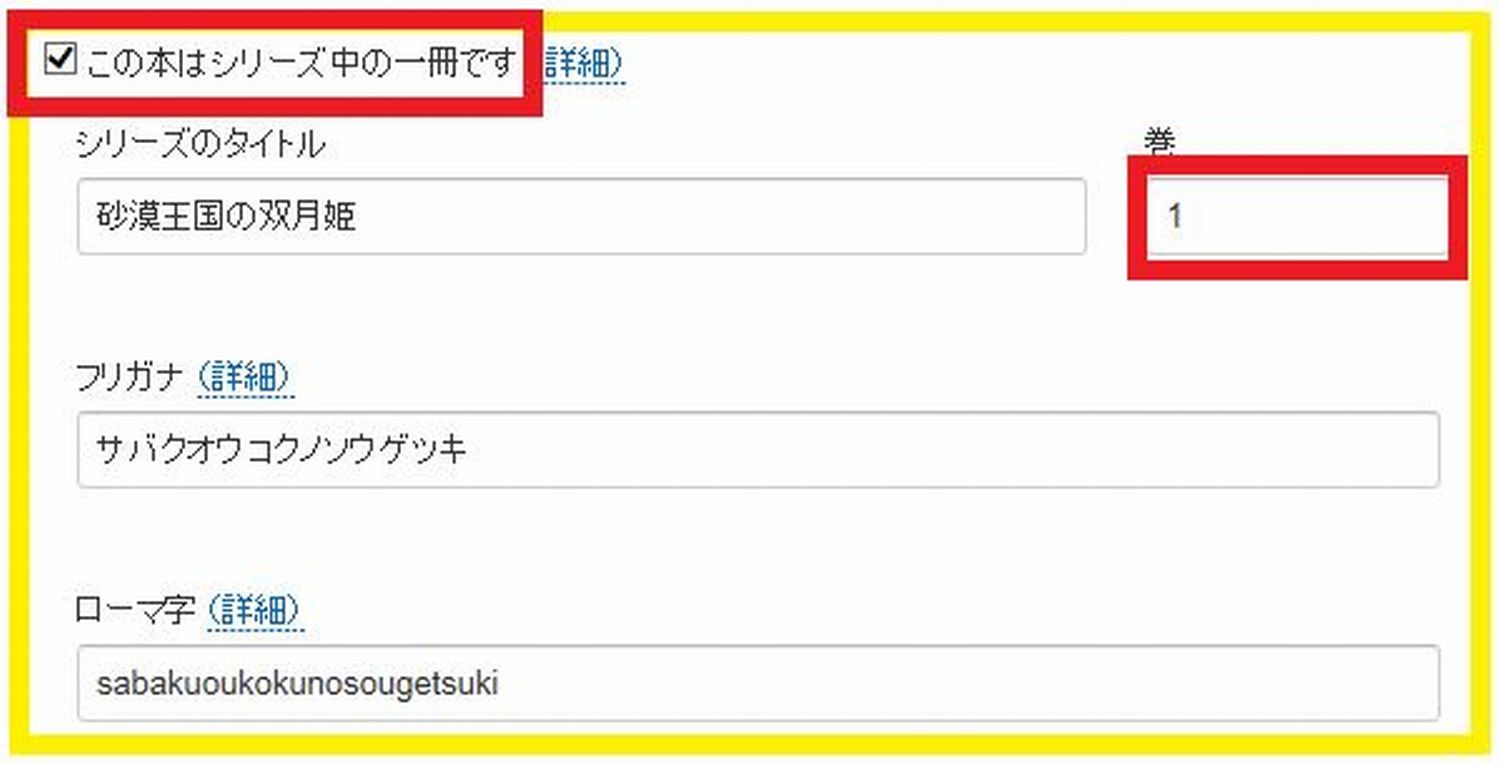 この本はシリーズ中の一冊です 詳細)
シリーズのタイトル 巻
砂漠王国の双月姫 1
フリガナ (詳細)
サバクオウコクノソウゲツキ
ローマ字 (詳細)
sabakuoukokunosougetsuki